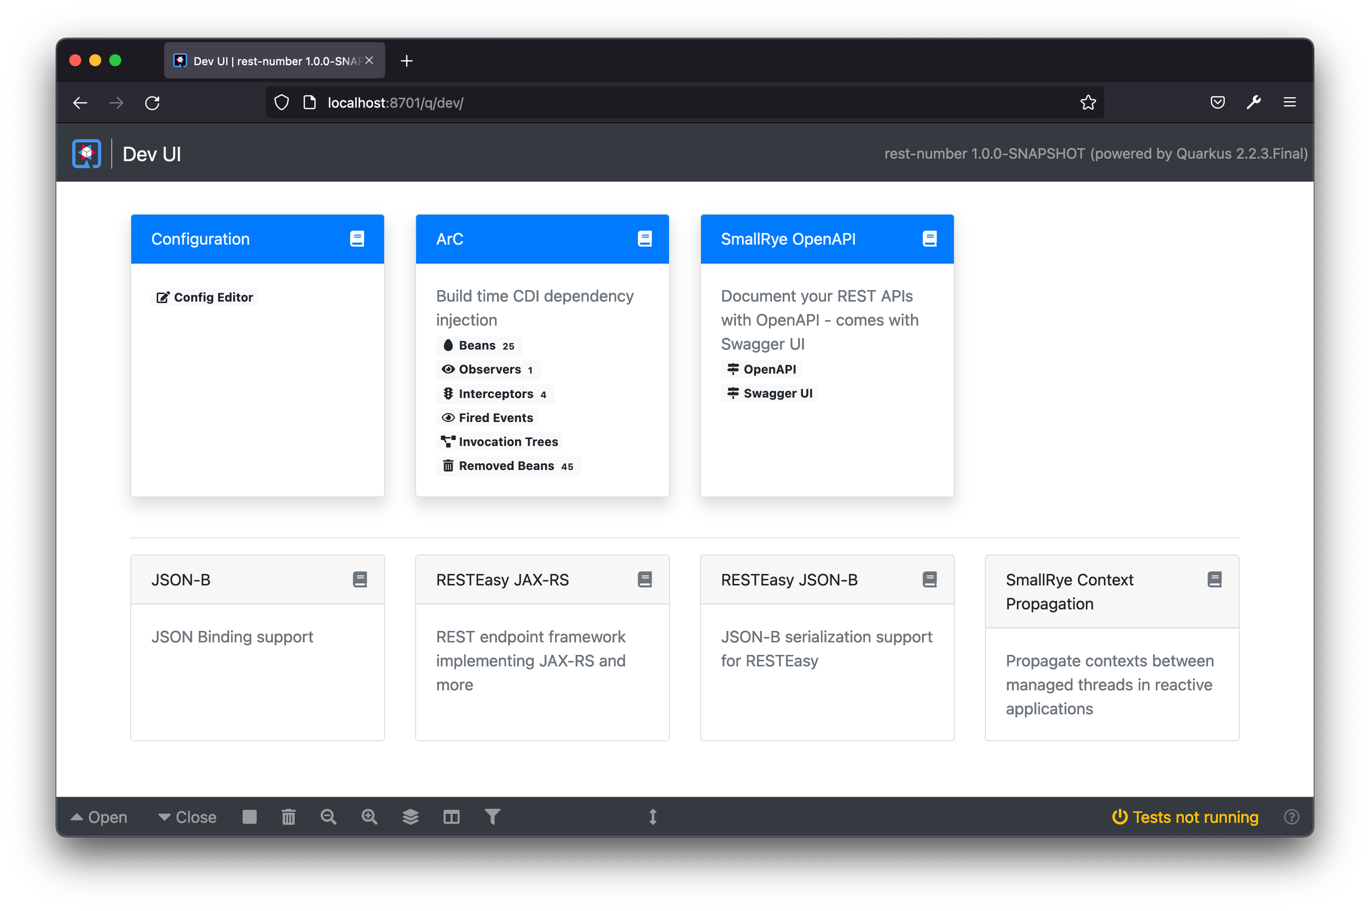 Dev UI | rest-number 1.0.0-SNA
localhost:8701/q/dev/
Dev UI
rest-number 1.0.0-SNAPSHOT (powered by Quarkus 2.2.3.Final)
Configuration
Config Editor
ArC
Build time CDI dependency
injection
Beans 25
Observers 1
Interceptors 4
Fired Events
Invocation Trees
Removed Beans 45
SmallRye OpenAPI
Document your REST APIs
with OpenAPI - comes with
Swagger UI
OpenAPI
Swagger UI
JSON-B
JSON Binding support
RESTEasy JAX-RS
REST endpoint framework
implementing JAX-RS and
more
RESTEasy JSON-B
JSON-B serialization support
for RESTEasy
SmallRye Context
Propagation
Propagate contexts between
managed threads in reactive
applications
Open
Close
Tests not running